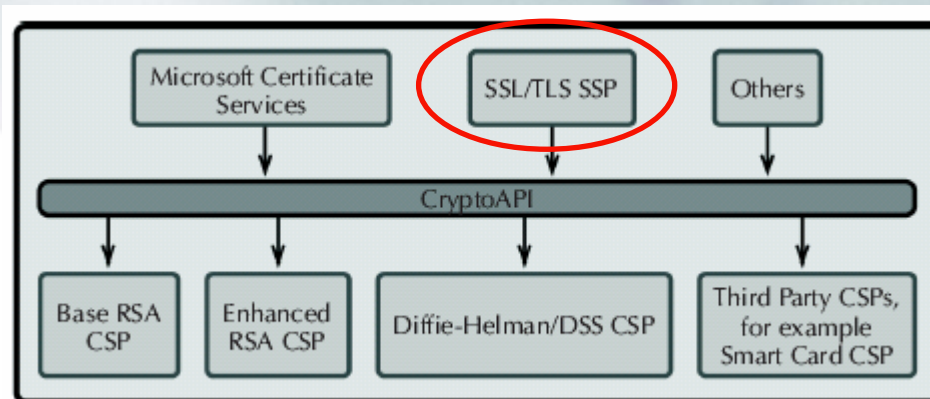 Microsoft Certificate
Services
SSL/TLS SSP
Others
CryptoAPI
Base RSA
CSP
Enhanced
RSA CSP
Diffie-Helman/DSS CSP
Third Party CSPs,
for example
Smart Card CSP